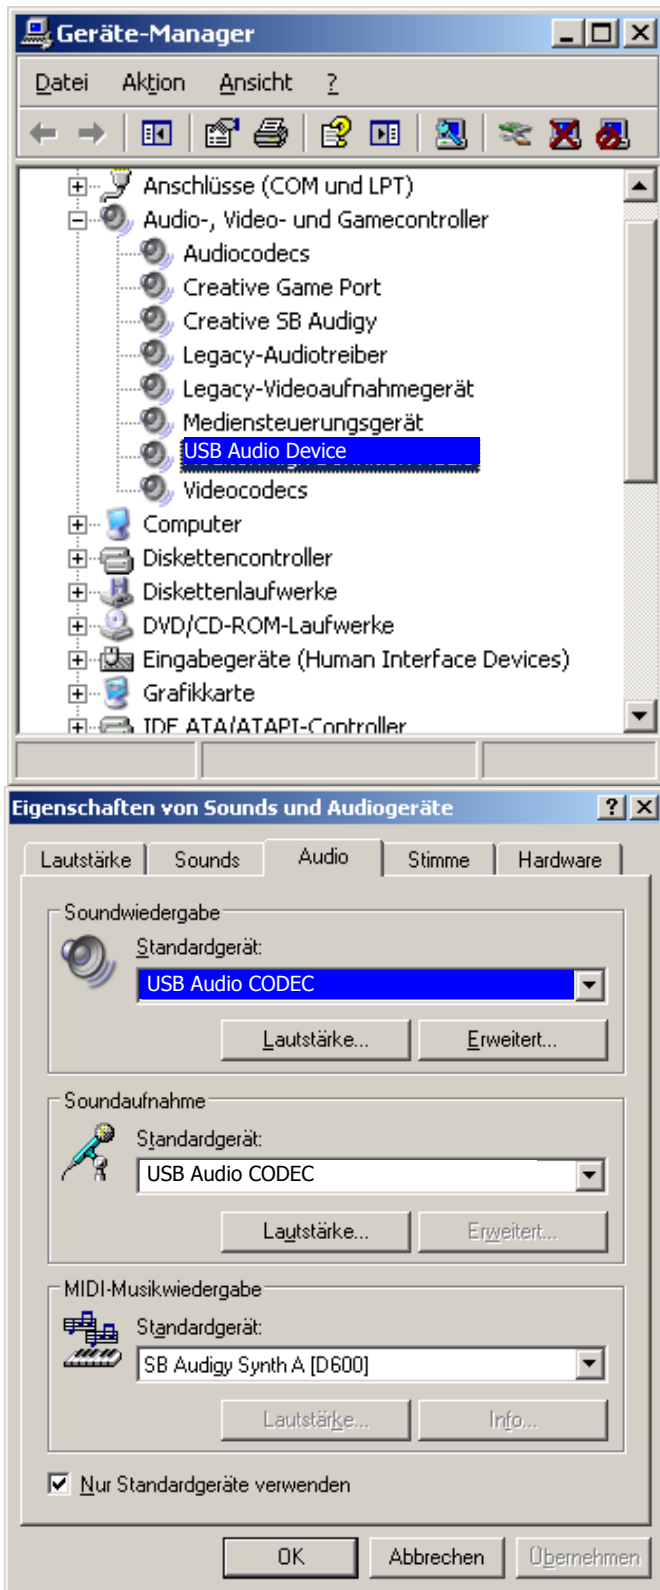 Geräte-Manager
Datei Aktion Ansicht ?
Anschlüsse (COM und LPT)
Audio-, Video- und Gamecontroller
Audiocodecs
Creative Game Port
Creative SB Audigy
Legacy-Audiotreiber
Legacy-Videoaufnahmegerät
Mediensteuerungsgerät
USB Audio Device
Videocodecs
Computer
Diskettencontroller
Diskettenlaufwerke
DVD/CD-ROM-Laufwerke
Eingabegeräte (Human Interface Devices)
Grafikkarte
IDE ATA/ATAPI-Controller
Eigenschaften von Sounds und Audiogeräte
Lautstärke Sounds Audio Stimme Hardware
Soundwiedergabe
Standardgerät:
USB Audio CODEC
Lautstärke... Erweitert...
Soundaufnahme
Standardgerät:
USB Audio CODEC
Lautstärke... Erweitert...
MIDI-Musikwiedergabe
Standardgerät:
SB Audigy Synth A [D600]
Lautstärke... Info...
Nur Standardgeräte verwenden
OK Abbrechen Übernehmen